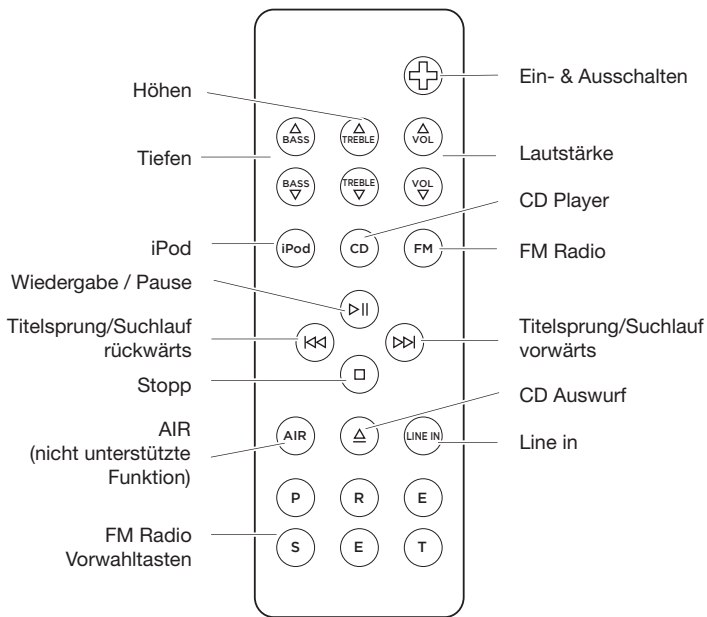 Ein- & Ausschalten
Höhen
BASS
TREBLE
VOL
Tiefen
Lautstärke
BASS
TREBLE
VOL
CD Player
iPod
iPod
CD
FM
FM Radio
Wiedergabe / Pause
Titelsprung/Suchlauf
rückwärts
Titelsprung/Suchlauf
vorwärts
Stopp
CD Auswurf
AIR
(nicht unterstützte
Funktion)
AIR
LINE IN
Line in
P
R
E
FM Radio
Vorwahltasten
S
E
T